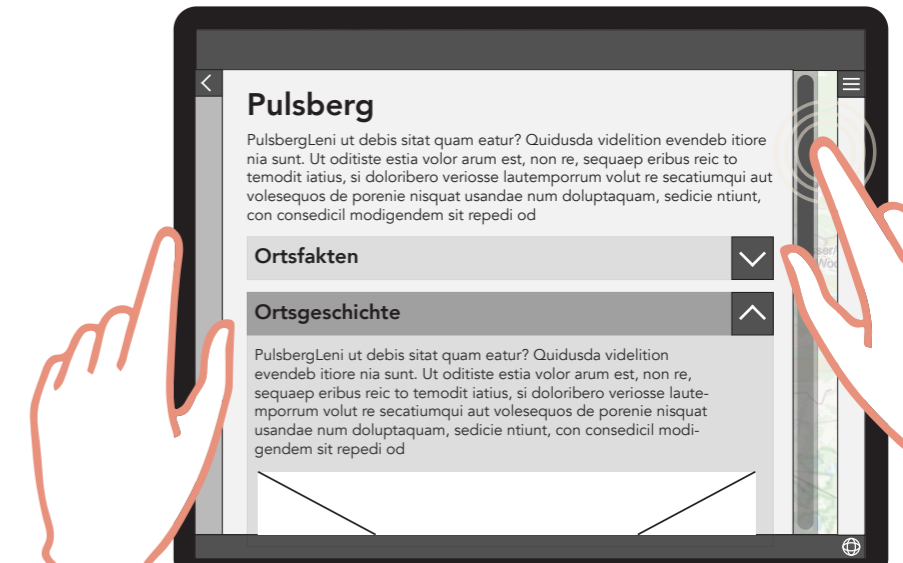 Pulsberg
PulsbergLeni ut debis sitat quam eatur? Quidusda videlition evendeb itiore
nia sunt. Ut oditiste estia volor arum est, non re, sequaep eribus reic to
temodit iatius, si doloribero veriosse lautemporrum volut re secatiumqui aut
volesequos de porenie nisquat usandae num doluptaquam, sedicie ntiunt,
con consedicil modigendem sit repedi od
Ortsfakten
Ortsgeschichte
PulsbergLeni ut debis sitat quam eatur? Quidusda videlition
evendeb itiore nia sunt. Ut oditiste estia volor arum est, non re,
sequaep eribus reic to temodit iatius, si doloribero veriosse laute-
mporrum volut re secatiumqui aut volesequos de porenie nisquat
usandae num doluptaquam, sedicie ntiunt, con consedicil modi-
gendem sit repedi od